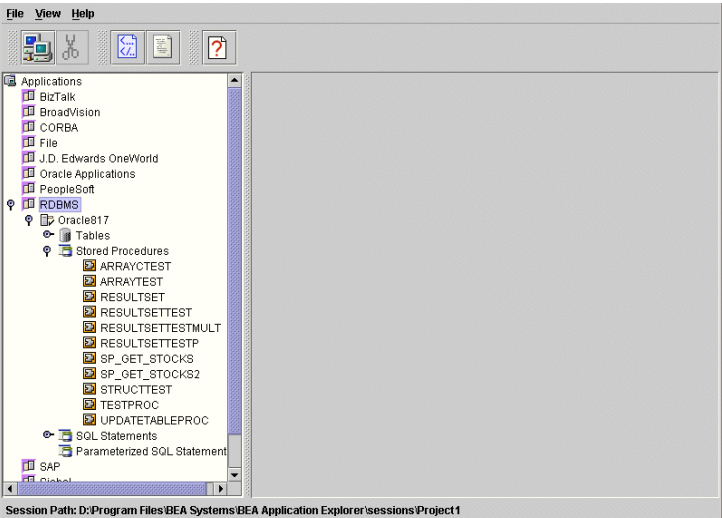 File View Help
Applications
BizTalk
BroadVision
CORBA
File
J.D. Edwards OneWorld
Oracle Applications
PeopleSoft
RDBMS
Oracle817
Tables
Stored Procedures
ARRAYCTEST
ARRAYTEST
RESULTSET
RESULTSETTEST
RESULTSETTESTMULT
RESULTSETTESTP
SP_GET_STOCKS
SP_GET_STOCKS2
STRUCTTEST
TESTPROC
UPDATETABLEPROC
SQL Statements
Parameterized SQL Statement
SAP
Session Path: D:\Program Files\BEA Systems\BEA Application Explorer\sessions\Project1